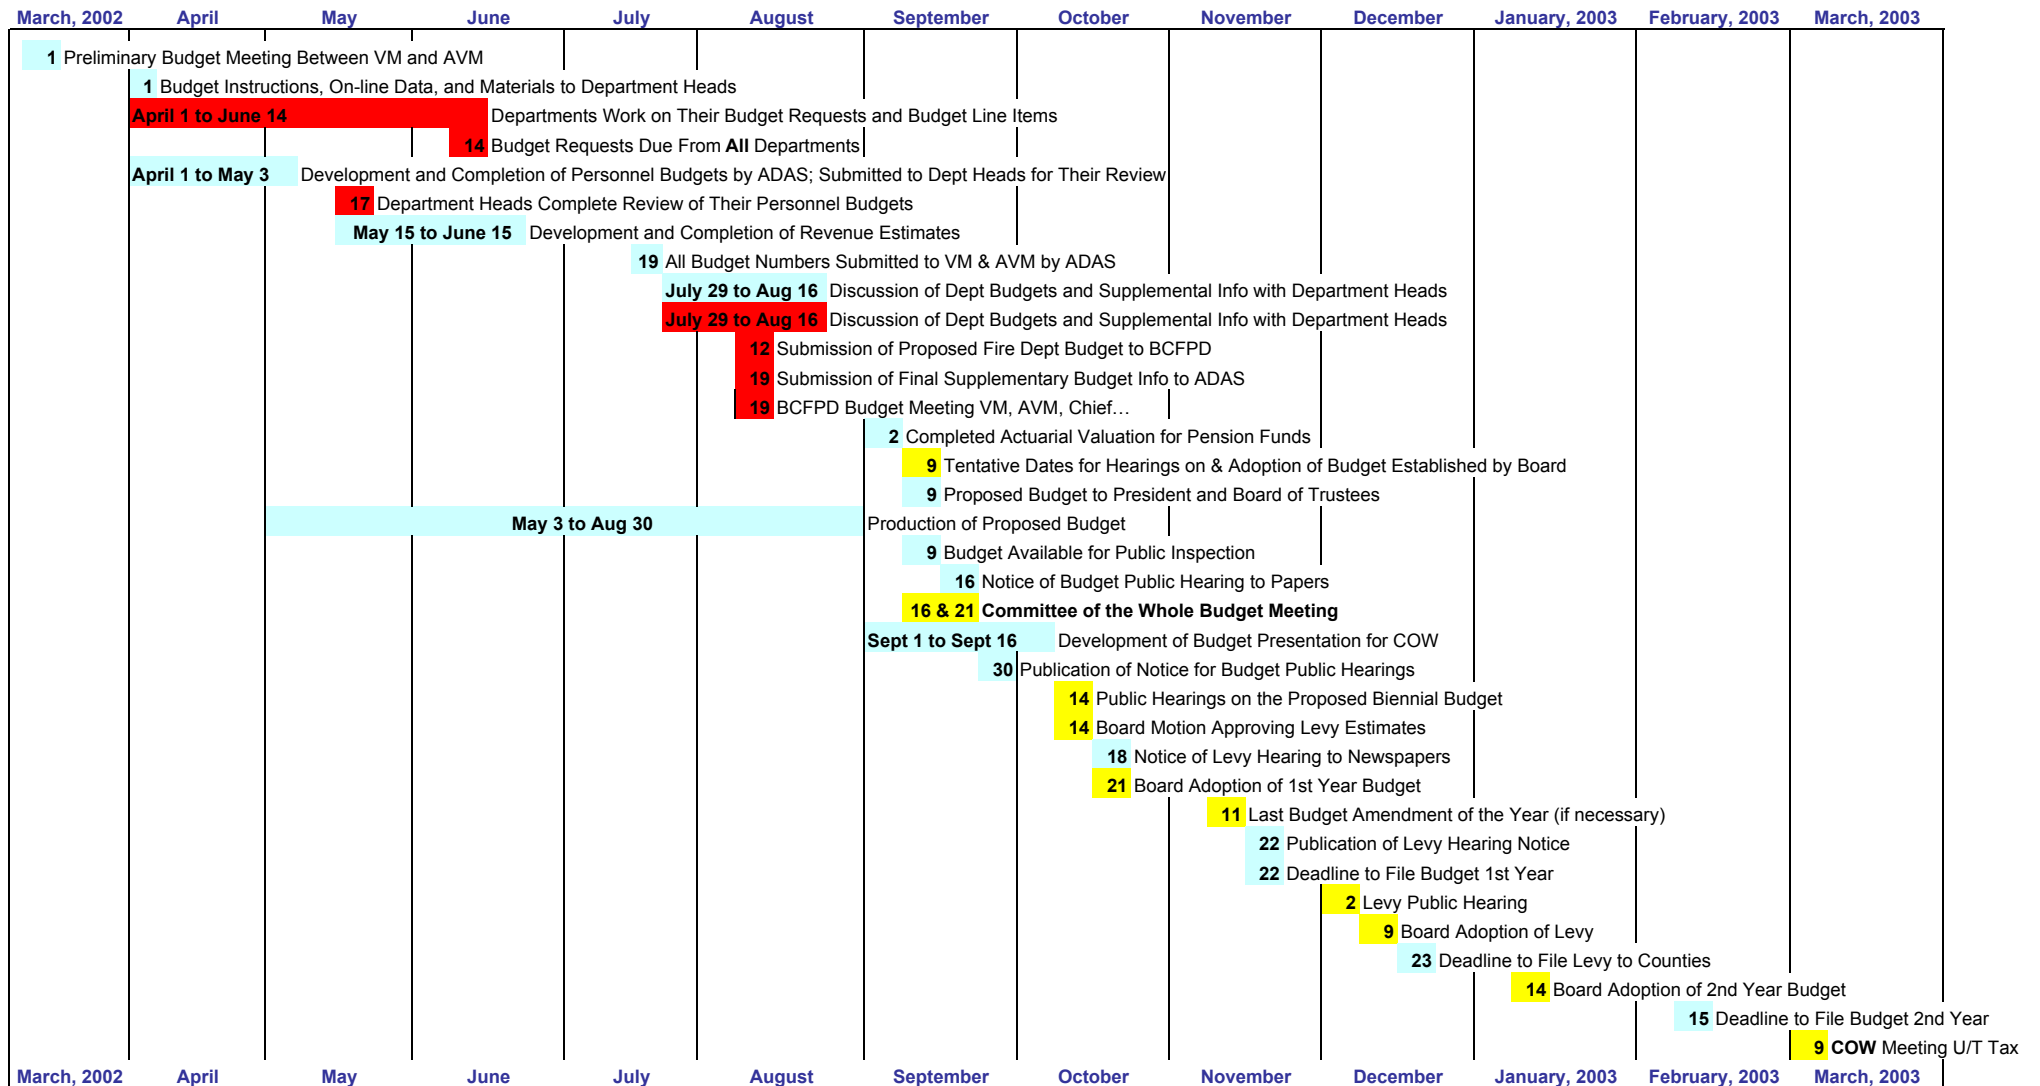 March, 2002 April May June July August September October November December January, 2003 February, 2003 March, 2003
1 Preliminary Budget Meeting Between VM and AVM
1 Budget Instructions, On-line Data, and Materials to Department Heads
April 1 to June 14 Departments Work on Their Budget Requests and Budget Line Items
14 Budget Requests Due From All Departments
April 1 to May 3 Development and Completion of Personnel Budgets by ADAS; Submitted to Dept Heads for Their Review
17 Department Heads Complete Review of Their Personnel Budgets
May 15 to June 15 Development and Completion of Revenue Estimates
19 All Budget Numbers Submitted to VM & AVM by ADAS
July 29 to Aug 16 Discussion of Dept Budgets and Supplemental Info with Department Heads
July 29 to Aug 16 Discussion of Dept Budgets and Supplemental Info with Department Heads
12 Submission of Proposed Fire Dept Budget to BCFPD
19 Submission of Final Supplementary Budget Info to ADAS
19 BCFPD Budget Meeting VM, AVM, Chief…
2 Completed Actuarial Valuation for Pension Funds
9 Tentative Dates for Hearings on & Adoption of Budget Established by Board
9 Proposed Budget to President and Board of Trustees
May 3 to Aug 30 Production of Proposed Budget
9 Budget Available for Public Inspection
16 Notice of Budget Public Hearing to Papers
16 & 21 Committee of the Whole Budget Meeting
Sept 1 to Sept 16 Development of Budget Presentation for COW
30 Publication of Notice for Budget Public Hearings
14 Public Hearings on the Proposed Biennial Budget
14 Board Motion Approving Levy Estimates
18 Notice of Levy Hearing to Newspapers
21 Board Adoption of 1st Year Budget
11 Last Budget Amendment of the Year (if necessary)
22 Publication of Levy Hearing Notice
22 Deadline to File Budget 1st Year
2 Levy Public Hearing
9 Board Adoption of Levy
23 Deadline to File Levy to Counties
14 Board Adoption of 2nd Year Budget
15 Deadline to File Budget 2nd Year
9 COW Meeting U/T Tax
March, 2002 April May June July August September October November December January, 2003 February, 2003 March, 2003